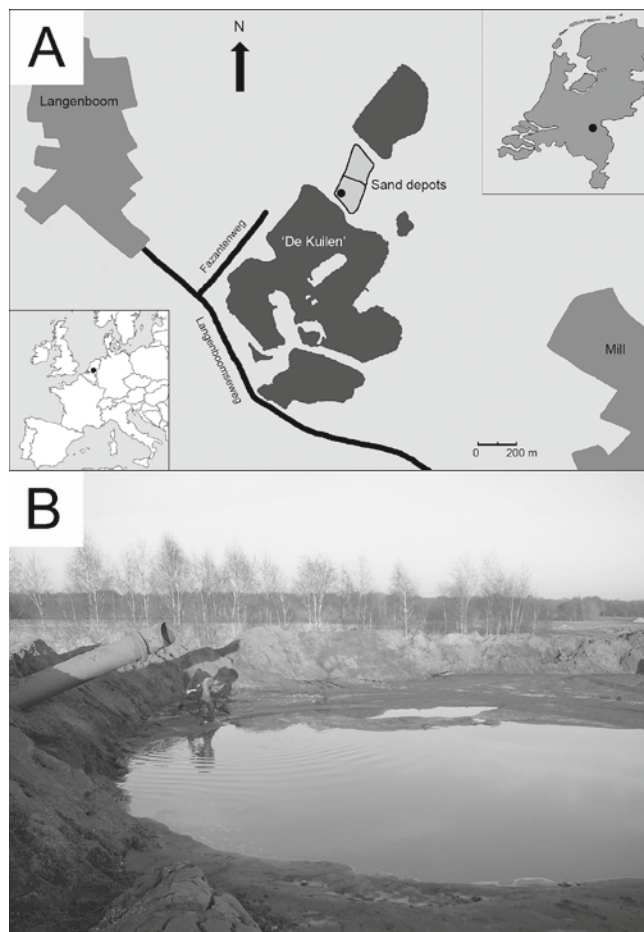 A
N
Langenboom
Sand depots
'De Kuilen'
Fazantenweg
Langenboomseweg
Mill
0 200 m
B